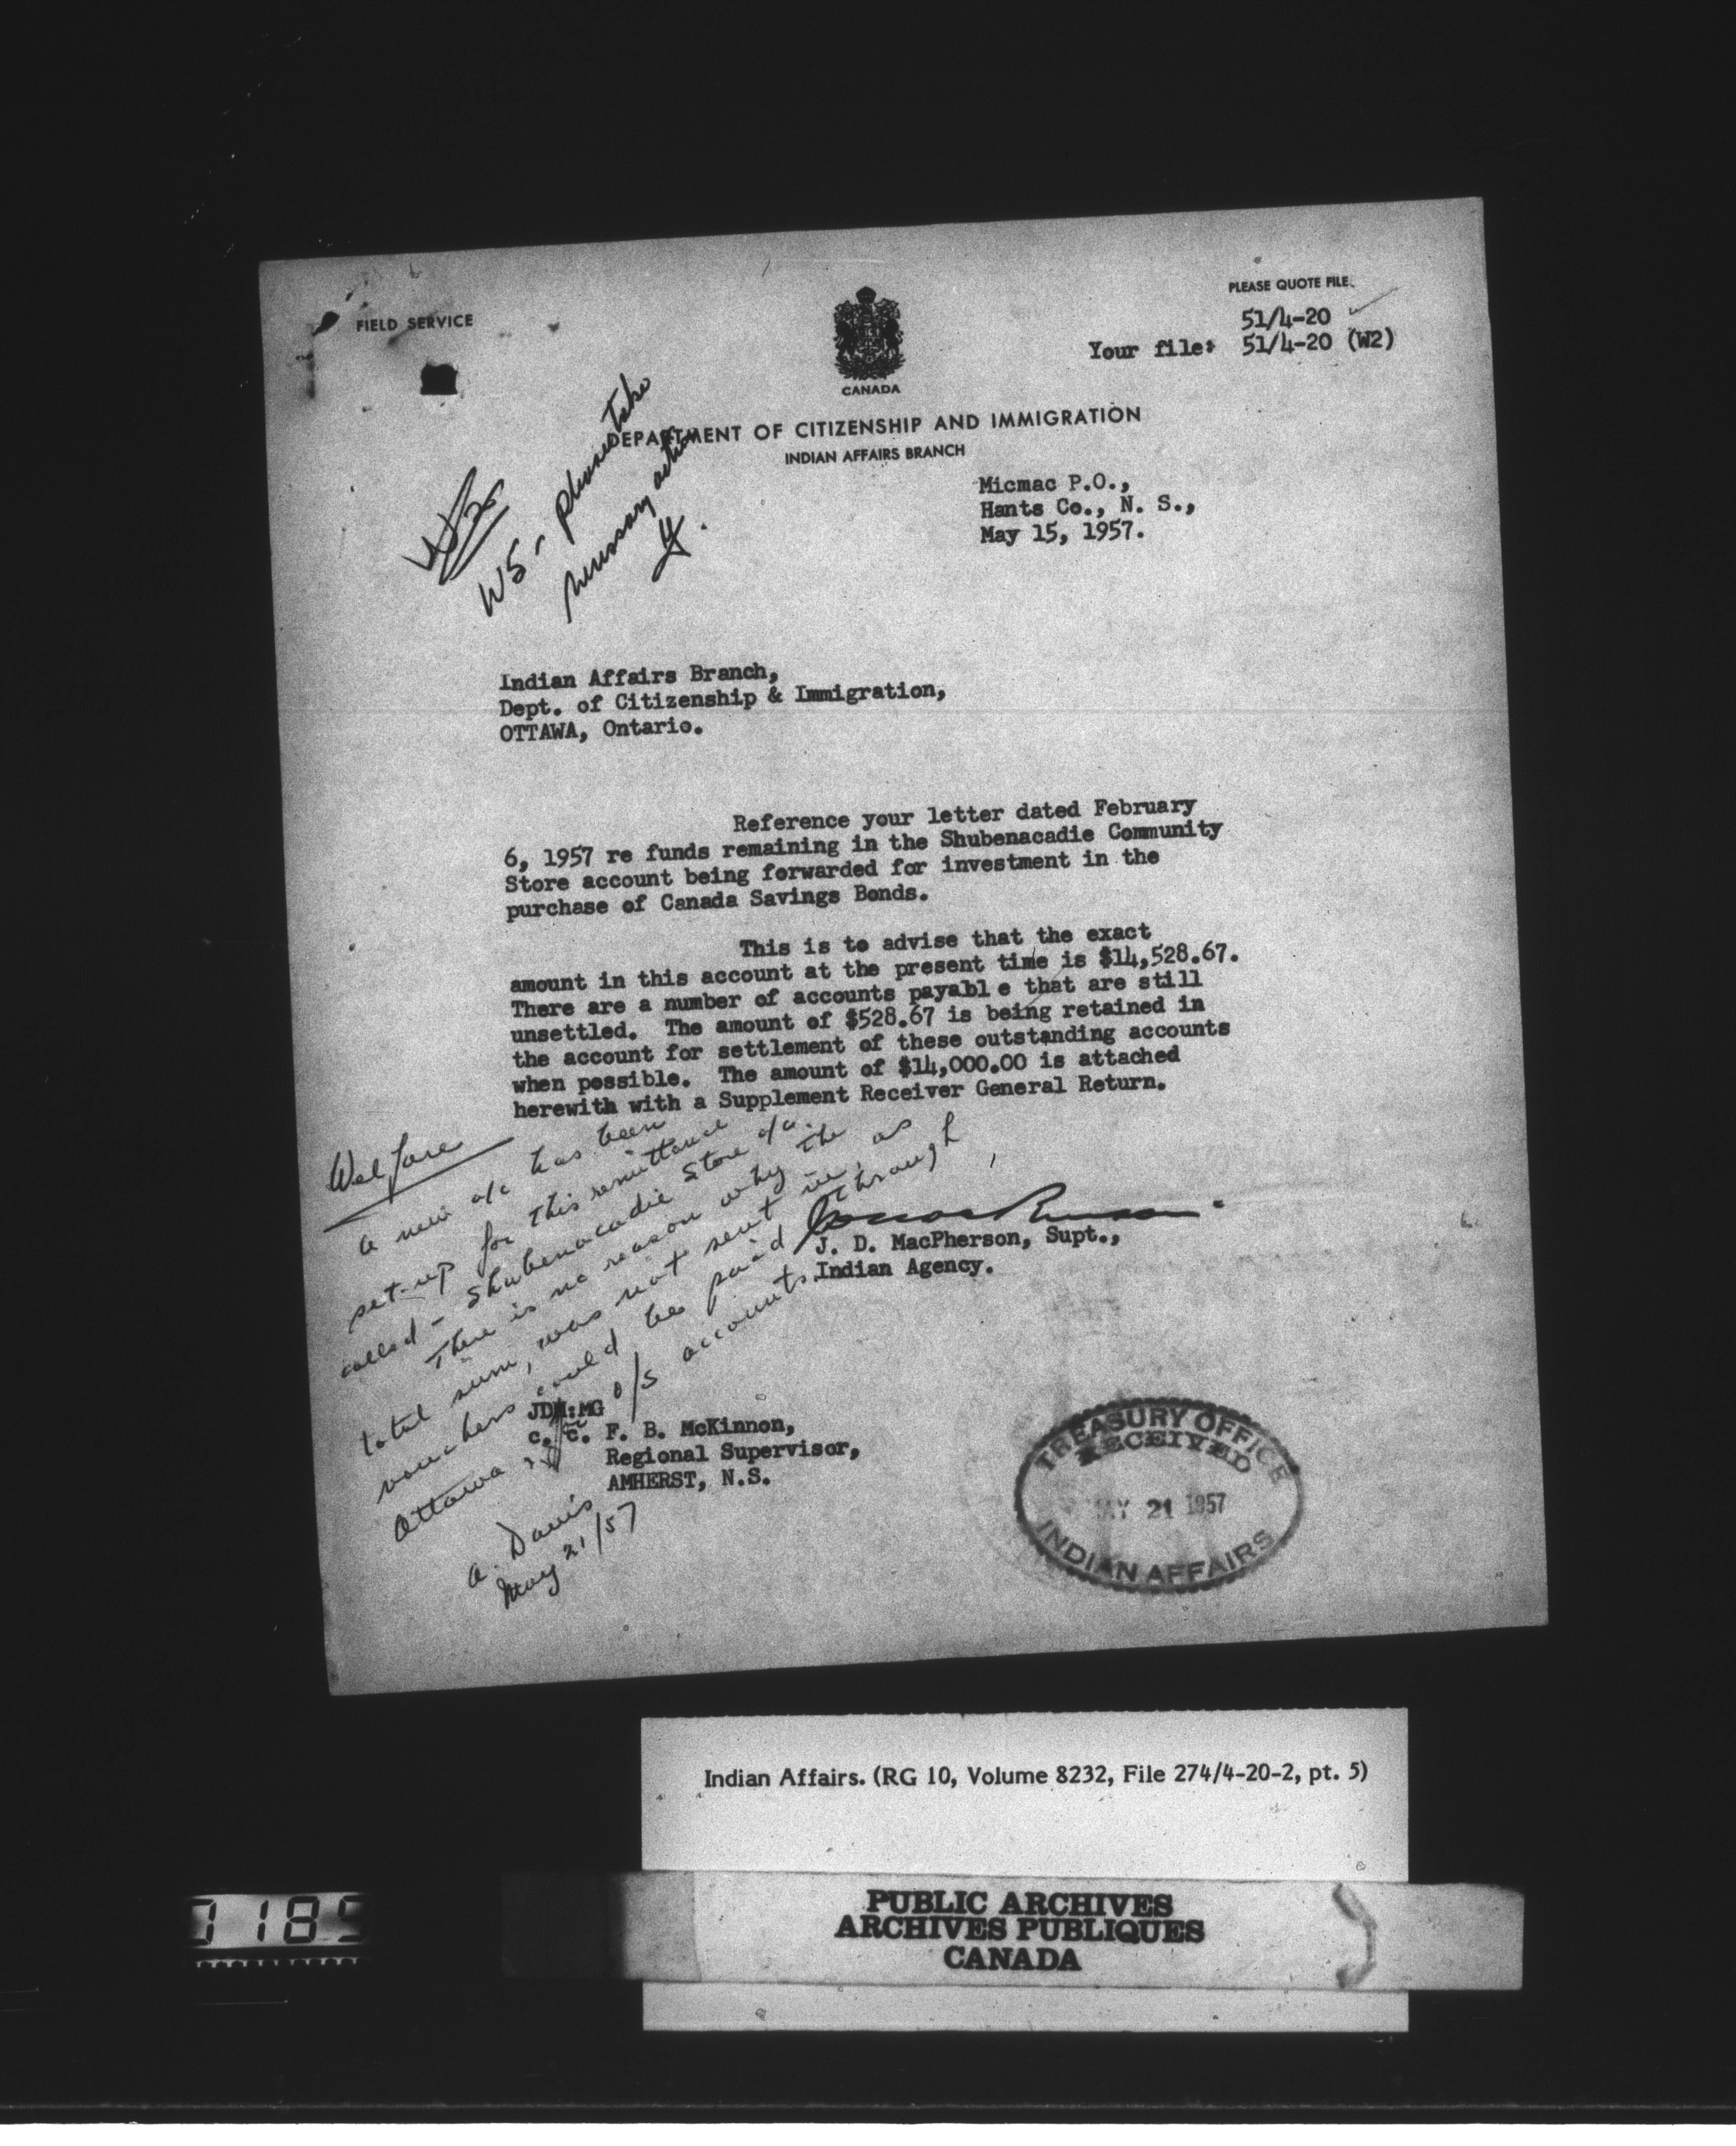 PLEASE QUOTE FILE
FIELD SERVICE
51/4-20
Your file: 51/4-20 (W2)
CANADA
DEPARTMENT OF CITIZENSHIP AND IMMIGRATION
INDIAN AFFAIRS BRANCH
W5 - please take
necessary action
Micmac P.O.,
Hants Co., N. S.,
May 15, 1957.
Indian Affairs Branch,
Dept. of Citizenship & Immigration,
OTTAWA, Ontario.
Reference your letter dated February
6, 1957 re funds remaining in the Shubenacadie Community
Store account being forwarded for investment in the
purchase of Canada Savings Bonds.
This is to advise that the exact
amount in this account at the present time is $14,528.67.
There are a number of accounts payable that are still
unsettled. The amount of $528.67 is being retained in
the account for settlement of these outstanding accounts
when possible. The amount of $14,000.00 is attached
herewith with a Supplement Receiver General Return.
Welfare
A new a/c has been
set-up for this remittance
called - Shubenacadie Store a/c.
There is no reason why the
total sum, was not sent in, as
vouchers could be paid through
Ottawa for o/s accounts.
A. Davis
May 21/57
J. D. MacPherson, Supt.,
Indian Agency.
JDM:MG
c. c. F. B. McKinnon,
Regional Supervisor,
AMHERST, N.S.
TREASURY OFFICE
RECEIVED
MAY 21 1957
INDIAN AFFAIRS
Indian Affairs. (RG 10, Volume 8232, File 274/4-20-2, pt. 5)
PUBLIC ARCHIVES
ARCHIVES PUBLIQUES
CANADA